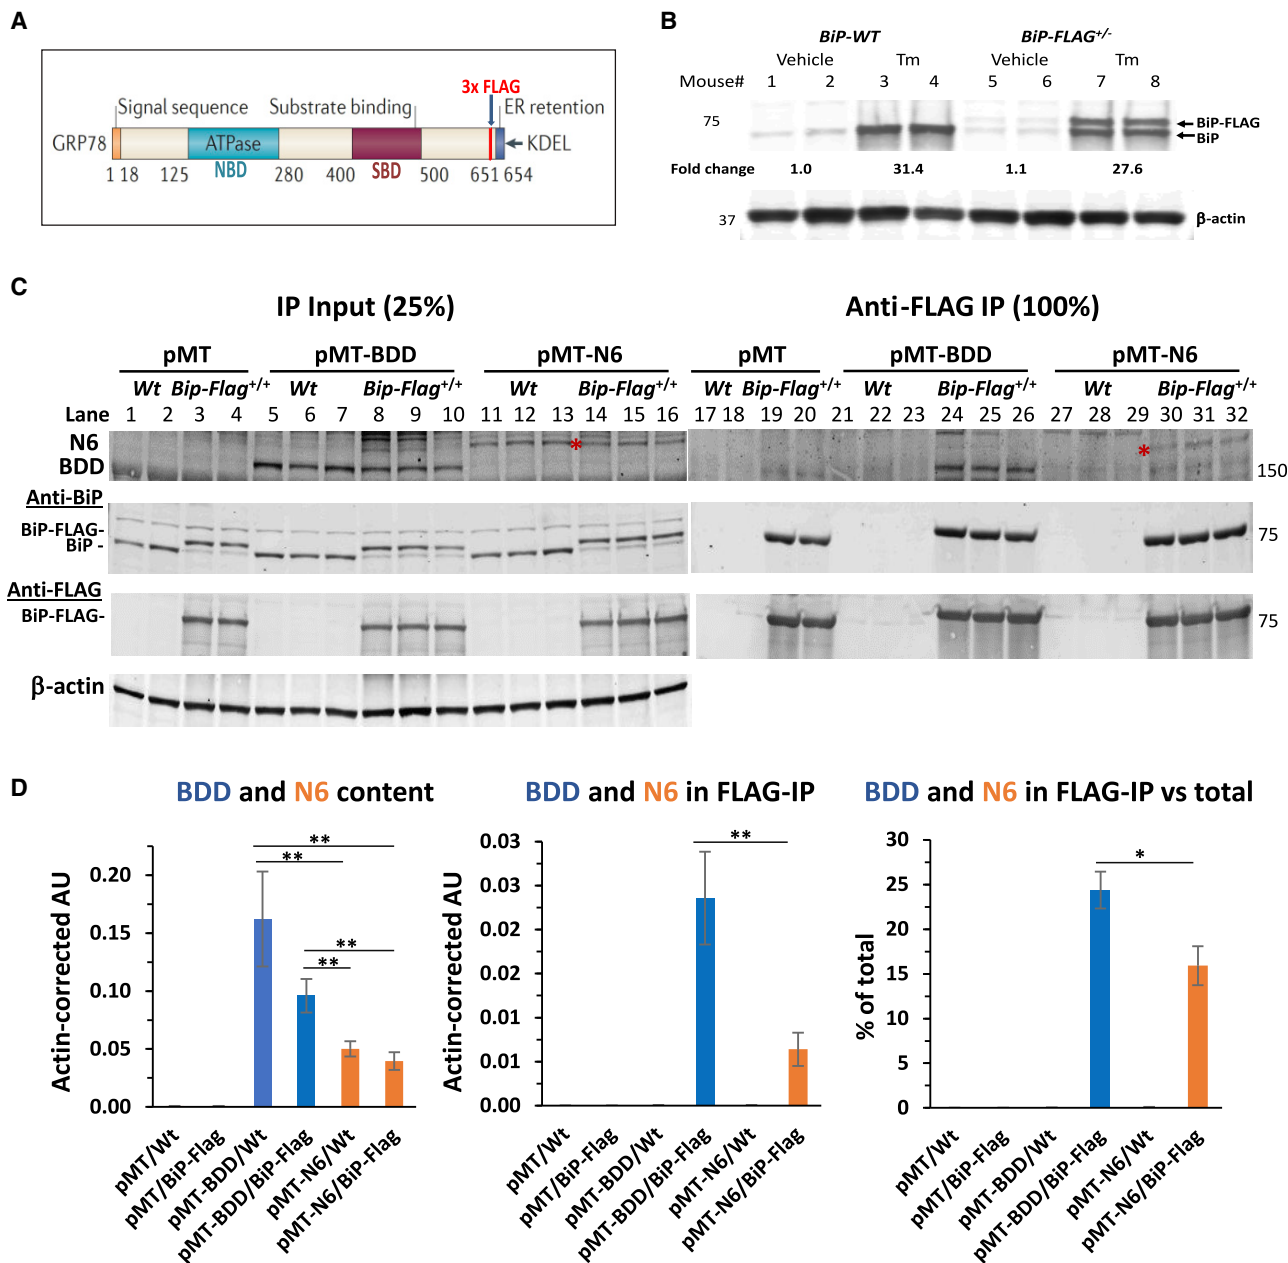 A
3x FLAG
Signal sequence Substrate binding ER retention
GRP78 ATPase KDEL
NBD SBD
1 18 125 280 400 500 651 654
B
BiP-WT BiP-FLAG+/-
Vehicle Tm Vehicle Tm
Mouse# 1 2 3 4 5 6 7 8
75 BiP-FLAG
BiP
Fold change 1.0 31.4 1.1 27.6
37 β-actin
C
IP Input (25%) Anti-FLAG IP (100%)
pMT pMT-BDD pMT-N6 pMT pMT-BDD pMT-N6
Wt Bip-Flag+/+ Wt Bip-Flag+/+ Wt Bip-Flag+/+ Wt Bip-Flag+/+ Wt Bip-Flag+/+ Wt Bip-Flag+/+
Lane 1 2 3 4 5 6 7 8 9 10 11 12 13 14 15 16 17 18 19 20 21 22 23 24 25 26 27 28 29 30 31 32
N6 * *
BDD 150
Anti-BiP
BiP-FLAG-
BiP - 75
Anti-FLAG
BiP-FLAG- 75
β-actin
D
BDD and N6 content
Actin-corrected AU
0.20
0.15
0.10
0.05
0.00
**
**
**
**
pMT/Wt
pMT/BiP-Flag
pMT-BDD/Wt
pMT-BDD/BiP-Flag
pMT-N6/Wt
pMT-N6/BiP-Flag
BDD and N6 in FLAG-IP
Actin-corrected AU
0.03
0.03
0.02
0.02
0.01
0.01
0.00
**
pMT/Wt
pMT/BiP-Flag
pMT-BDD/Wt
pMT-BDD/BiP-Flag
pMT-N6/Wt
pMT-N6/BiP-Flag
BDD and N6 in FLAG-IP vs total
% of total
30
25
20
15
10
5
0
*
pMT/Wt
pMT/BiP-Flag
pMT-BDD/Wt
pMT-BDD/BiP-Flag
pMT-N6/Wt
pMT-N6/BiP-Flag